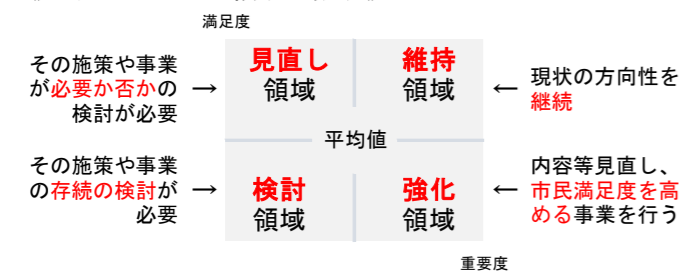 満足度
その施策や事業
が必要か否かの
検討が必要
→
見直し
領域
維持
領域
←
現状の方向性を
継続
平均値
その施策や事業
の存続の検討が
必要
→
検討
領域
強化
領域
←
内容等見直し、
市民満足度を高
める事業を行う
重要度